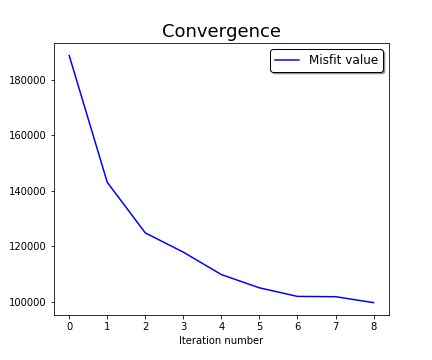 Convergence
Misfit value
180000
160000
140000
120000
100000
0 1 2 3 4 5 6 7 8
Iteration number